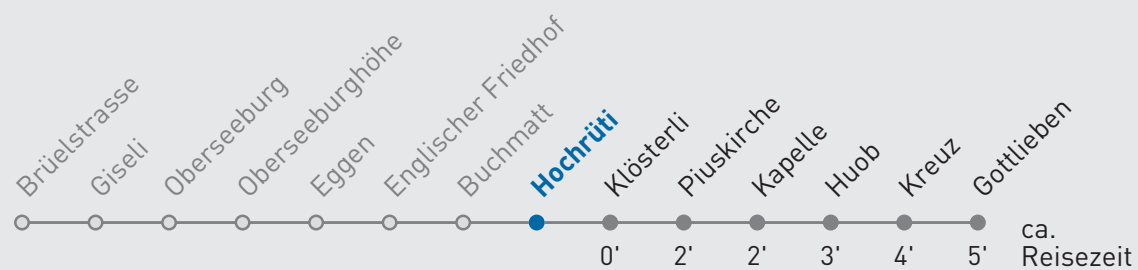 Brüelstrasse
Giseli
Oberseeburg
Oberseeburghöhe
Eggen
Englischer Friedhof
Buchmatt
Hochrüti
Klösterli
Piuskirche
Kapelle
Huob
Kreuz
Gottlieben
0' 2' 2' 3' 4' 5'
ca.
Reisezeit